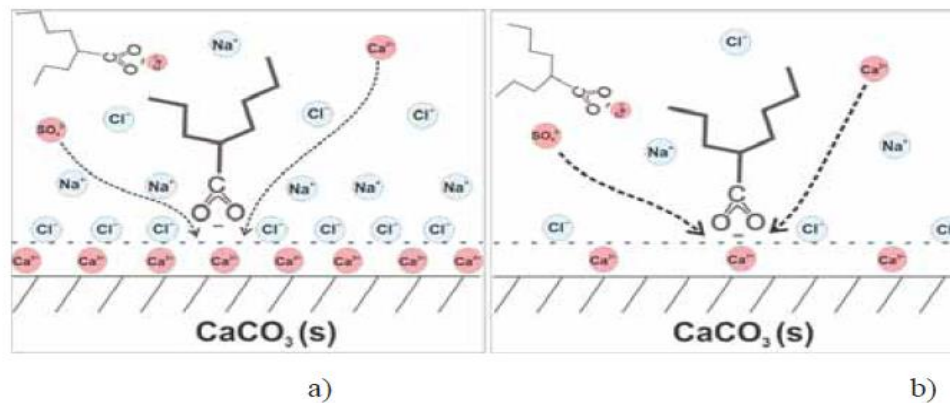 C O O
Na⁺ Ca²⁺
SO₄²⁻ Cl⁻ Cl⁻ Cl⁻
Na⁺ Na⁺ C Na⁺ Na⁺ Na⁺
O O
−
Cl⁻ Cl⁻ Cl⁻ Cl⁻ Cl⁻ Cl⁻ Cl⁻
Ca²⁺ Ca²⁺ Ca²⁺ Ca²⁺ Ca²⁺ Ca²⁺ Ca²⁺ Ca²⁺
CaCO₃ (s)
a)
C O O
Cl⁻ Ca²⁺
SO₄²⁻ Na⁺ Na⁺
C
O O
−
Cl⁻ Cl⁻ Cl
Ca²⁺ Ca²⁺ Ca²⁺
CaCO₃ (s)
b)